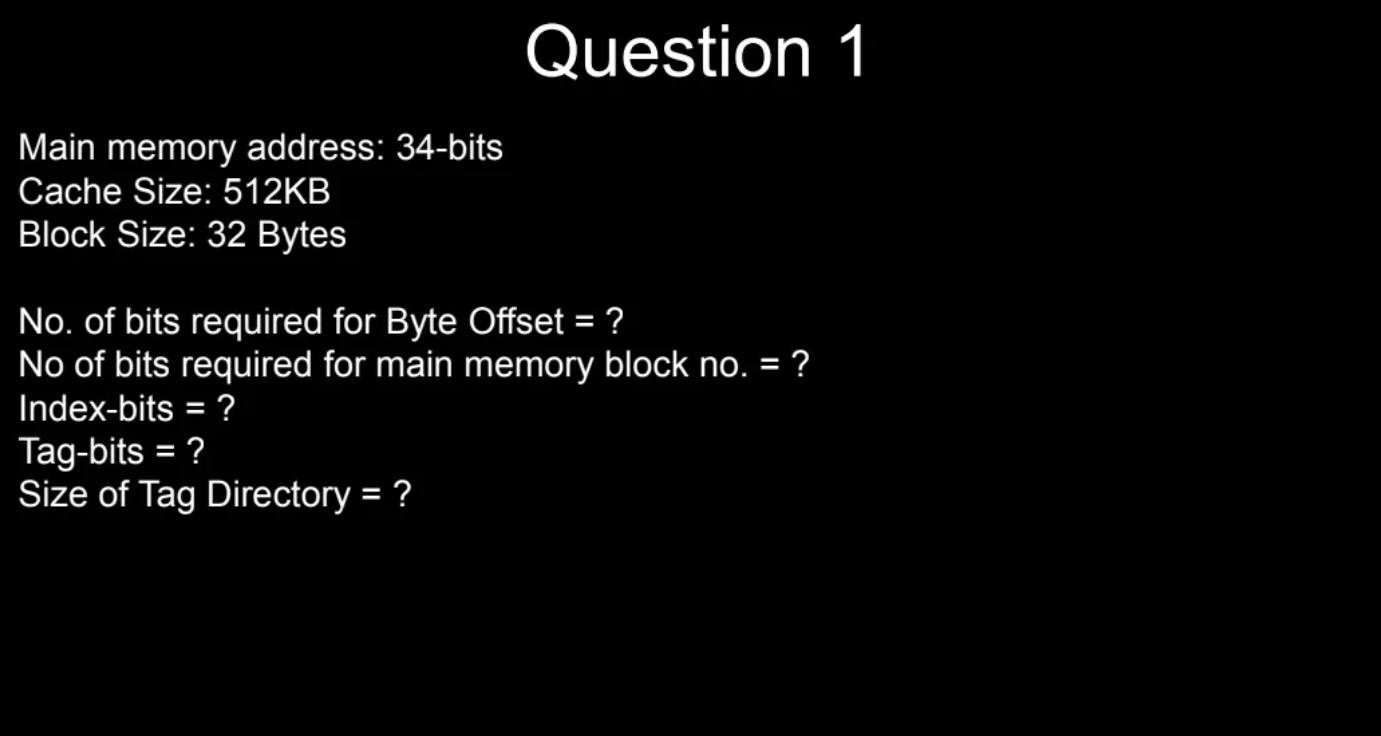 Question 1
Main memory address: 34-bits
Cache Size: 512KB
Block Size: 32 Bytes
No. of bits required for Byte Offset = ?
No of bits required for main memory block no. = ?
Index-bits = ?
Tag-bits = ?
Size of Tag Directory = ?